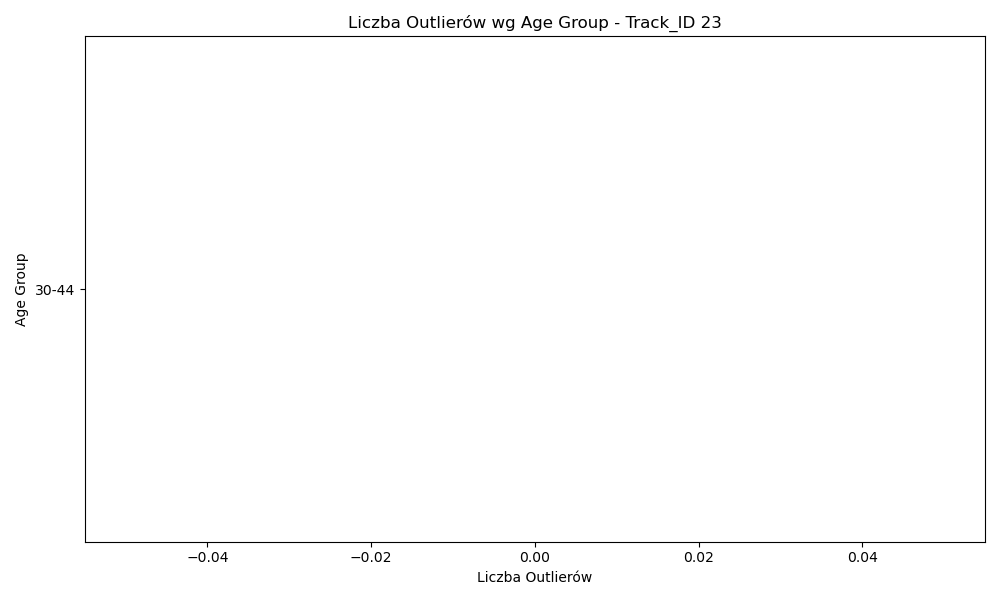 Liczba Outlierów wg Age Group - Track_ID 23
Age Group
30-44
−0.04
−0.02
0.00
0.02
0.04
Liczba Outlierów